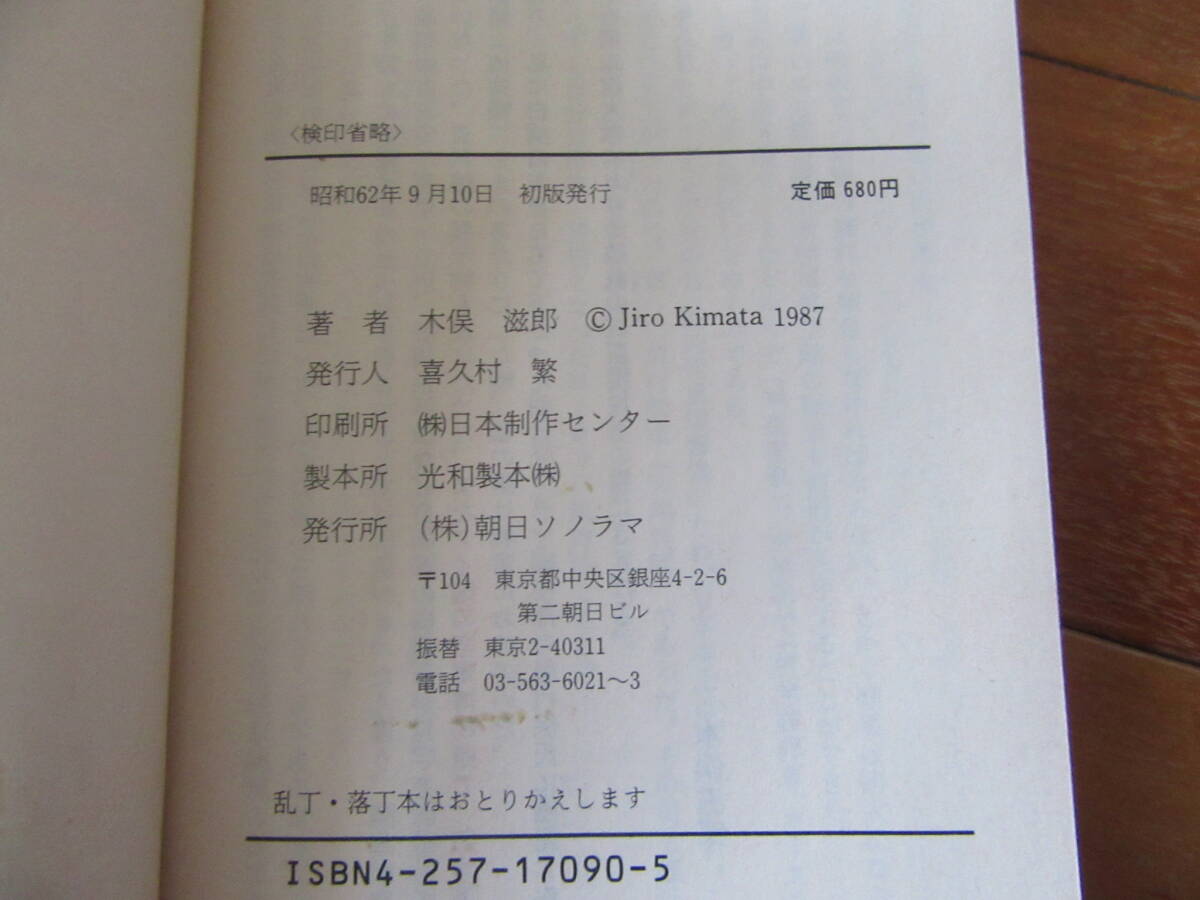 〈検印省略〉
昭和62年9月10日　初版発行　定価 680円
著　者　木俣　滋郎　© Jiro Kimata 1987
発行人　喜久村　繁
印刷所　㈱日本制作センター
製本所　光和製本㈱
発行所　(株)朝日ソノラマ
〒104　東京都中央区銀座4-2-6
第二朝日ビル
振替　東京2-40311
電話　03-563-6021～3
乱丁・落丁本はおとりかえします
ISBN4-257-17090-5